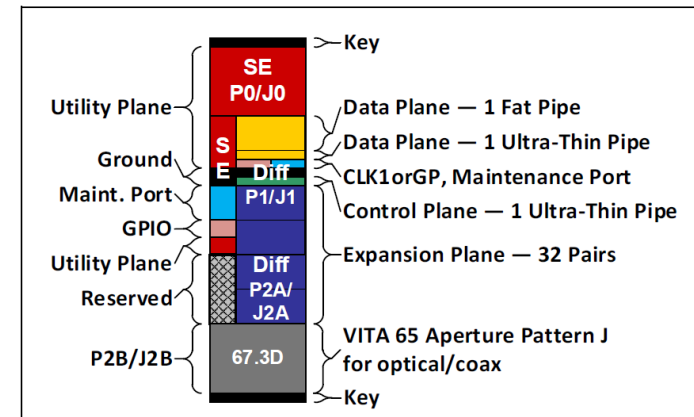 Key
SE
P0/J0
Utility Plane
Data Plane — 1 Fat Pipe
Data Plane — 1 Ultra-Thin Pipe
S
E
Ground
Diff
CLK1orGP, Maintenance Port
Maint. Port
P1/J1
Control Plane — 1 Ultra-Thin Pipe
GPIO
Utility Plane
Expansion Plane — 32 Pairs
Diff
Reserved
P2A/
J2A
P2B/J2B
67.3D
VITA 65 Aperture Pattern J
for optical/coax
Key